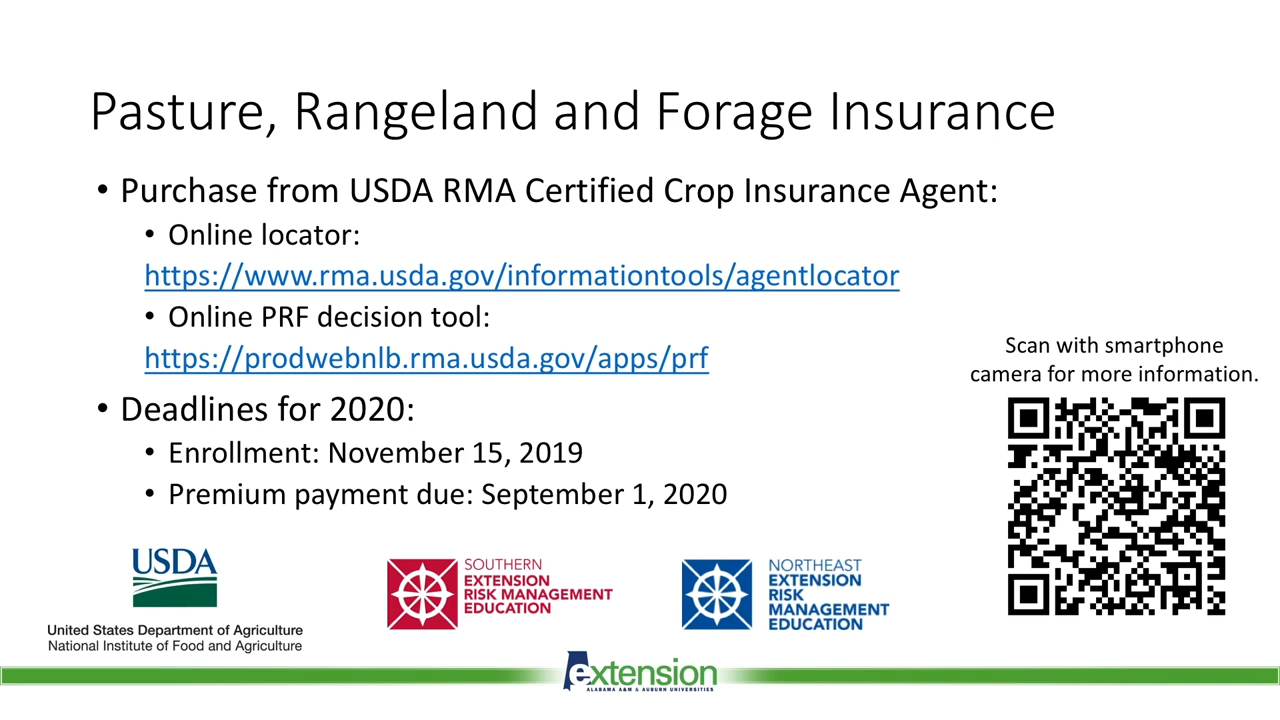 Pasture, Rangeland and Forage Insurance
• Purchase from USDA RMA Certified Crop Insurance Agent:
• Online locator:
https://www.rma.usda.gov/informationtools/agentlocator
• Online PRF decision tool:
https://prodwebnlb.rma.usda.gov/apps/prf
• Deadlines for 2020:
• Enrollment: November 15, 2019
• Premium payment due: September 1, 2020
Scan with smartphone
camera for more information.
USDA
United States Department of Agriculture
National Institute of Food and Agriculture
SOUTHERN
EXTENSION
RISK MANAGEMENT
EDUCATION
NORTHEAST
EXTENSION
RISK
MANAGEMENT
EDUCATION
extension
ALABAMA A&M & AUBURN UNIVERSITIES